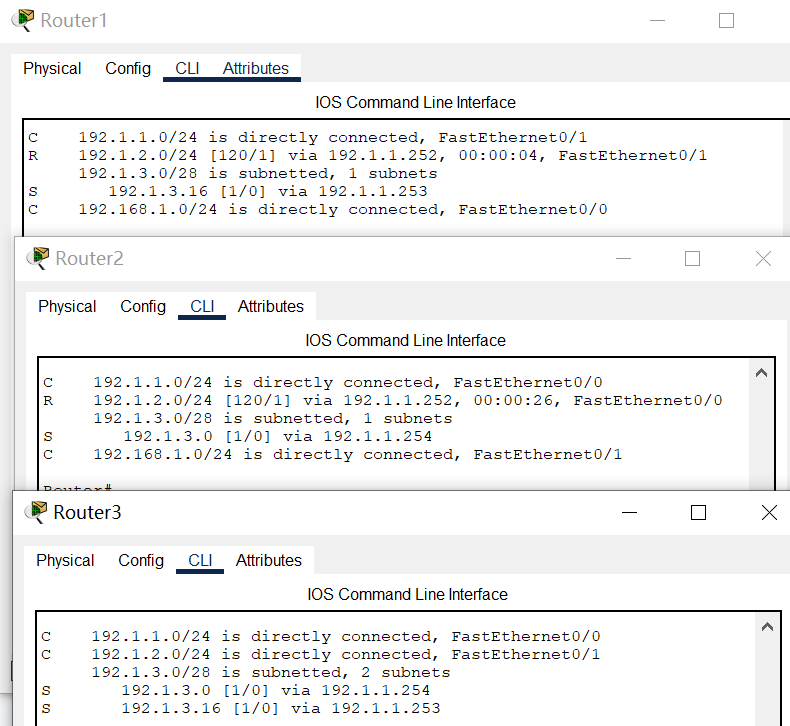 Router1
Physical Config CLI Attributes
IOS Command Line Interface
C 192.1.1.0/24 is directly connected, FastEthernet0/1
R 192.1.2.0/24 [120/1] via 192.1.1.252, 00:00:04, FastEthernet0/1
192.1.3.0/28 is subnetted, 1 subnets
S 192.1.3.16 [1/0] via 192.1.1.253
C 192.168.1.0/24 is directly connected, FastEthernet0/0
Router2
Physical Config CLI Attributes
IOS Command Line Interface
C 192.1.1.0/24 is directly connected, FastEthernet0/0
R 192.1.2.0/24 [120/1] via 192.1.1.252, 00:00:26, FastEthernet0/0
192.1.3.0/28 is subnetted, 1 subnets
S 192.1.3.0 [1/0] via 192.1.1.254
C 192.168.1.0/24 is directly connected, FastEthernet0/1
Router#
Router3
Physical Config CLI Attributes
IOS Command Line Interface
C 192.1.1.0/24 is directly connected, FastEthernet0/0
C 192.1.2.0/24 is directly connected, FastEthernet0/1
192.1.3.0/28 is subnetted, 2 subnets
S 192.1.3.0 [1/0] via 192.1.1.254
S 192.1.3.16 [1/0] via 192.1.1.253